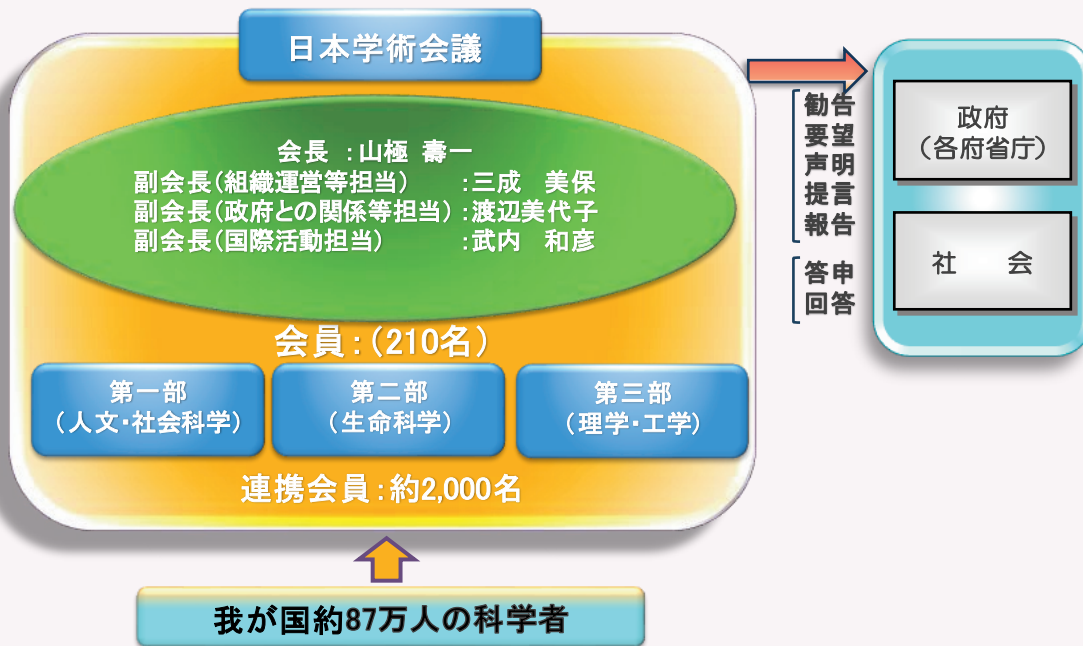 日本学術会議
会長 :山極 壽一
副会長(組織運営等担当) :三成 美保
副会長(政府との関係等担当):渡辺美代子
副会長(国際活動担当) :武内 和彦
会員:(210名)
第一部
(人文・社会科学)
第二部
(生命科学)
第三部
(理学・工学)
連携会員:約2,000名
我が国約87万人の科学者
勧告
要望
声明
提言
報告
答申
回答
政府
(各府省庁)
社 会